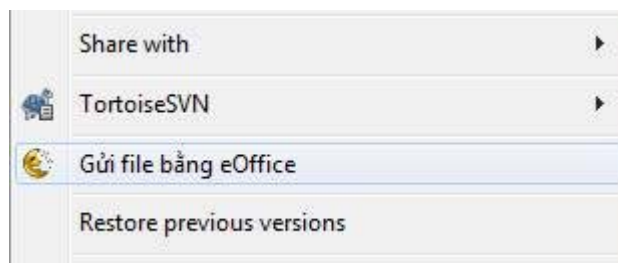 Share with
TortoiseSVN
Gửi file bằng eOffice
Restore previous versions